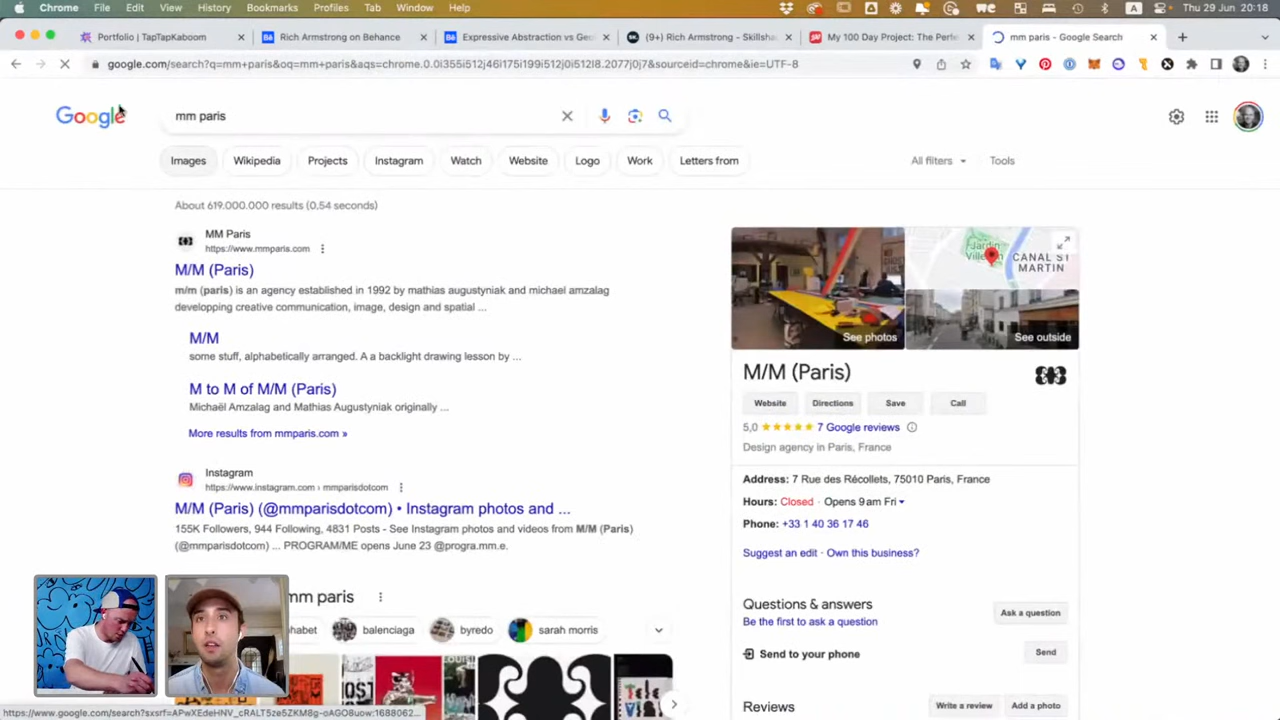 Chrome File Edit View History Bookmarks Profiles Tab Window Help A Thu 29 Jun 20:18
Portfolio | TapTapKaboom
Rich Armstrong on Behance
Expressive Abstraction vs Geo
(9+) Rich Armstrong - Skillsha
My 100 Day Project: The Perfe
mm paris - Google Search
google.com/search?q=mm+paris&oq=mm+paris&aqs=chrome.0.0i355i512j46i175i199i512j0i512l8.2077j0j7&sourceid=chrome&ie=UTF-8
Google
mm paris
Images Wikipedia Projects Instagram Watch Website Logo Work Letters from All filters Tools
About 619.000.000 results (0,54 seconds)
MM Paris
https://www.mmparis.com
M/M (Paris)
m/m (paris) is an agency established in 1992 by mathias augustyniak and michael amzalag
developping creative communication, image, design and spatial ...
M/M
some stuff, alphabetically arranged. A a backlight drawing lesson by ...
M to M of M/M (Paris)
Michaël Amzalag and Mathias Augustyniak originally ...
More results from mmparis.com »
Instagram
https://www.instagram.com › mmparisdotcom
M/M (Paris) (@mmparisdotcom) • Instagram photos and ...
155K Followers, 944 Following, 4831 Posts - See Instagram photos and videos from M/M (Paris)
(@mmparisdotcom) ... PROGRAM/ME opens June 23 @progra.mm.e.
mm paris
habet balenciaga byredo sarah morris
Jardin
CANAL ST
MARTIN
See photos
See outside
M/M (Paris)
Website Directions Save Call
5,0 7 Google reviews
Design agency in Paris, France
Address: 7 Rue des Récollets, 75010 Paris, France
Hours: Closed · Opens 9 am Fri
Phone: +33 1 40 36 17 46
Suggest an edit · Own this business?
Questions & answers
Be the first to ask a question
Ask a question
Send to your phone
Send
Reviews
Write a review
Add a photo